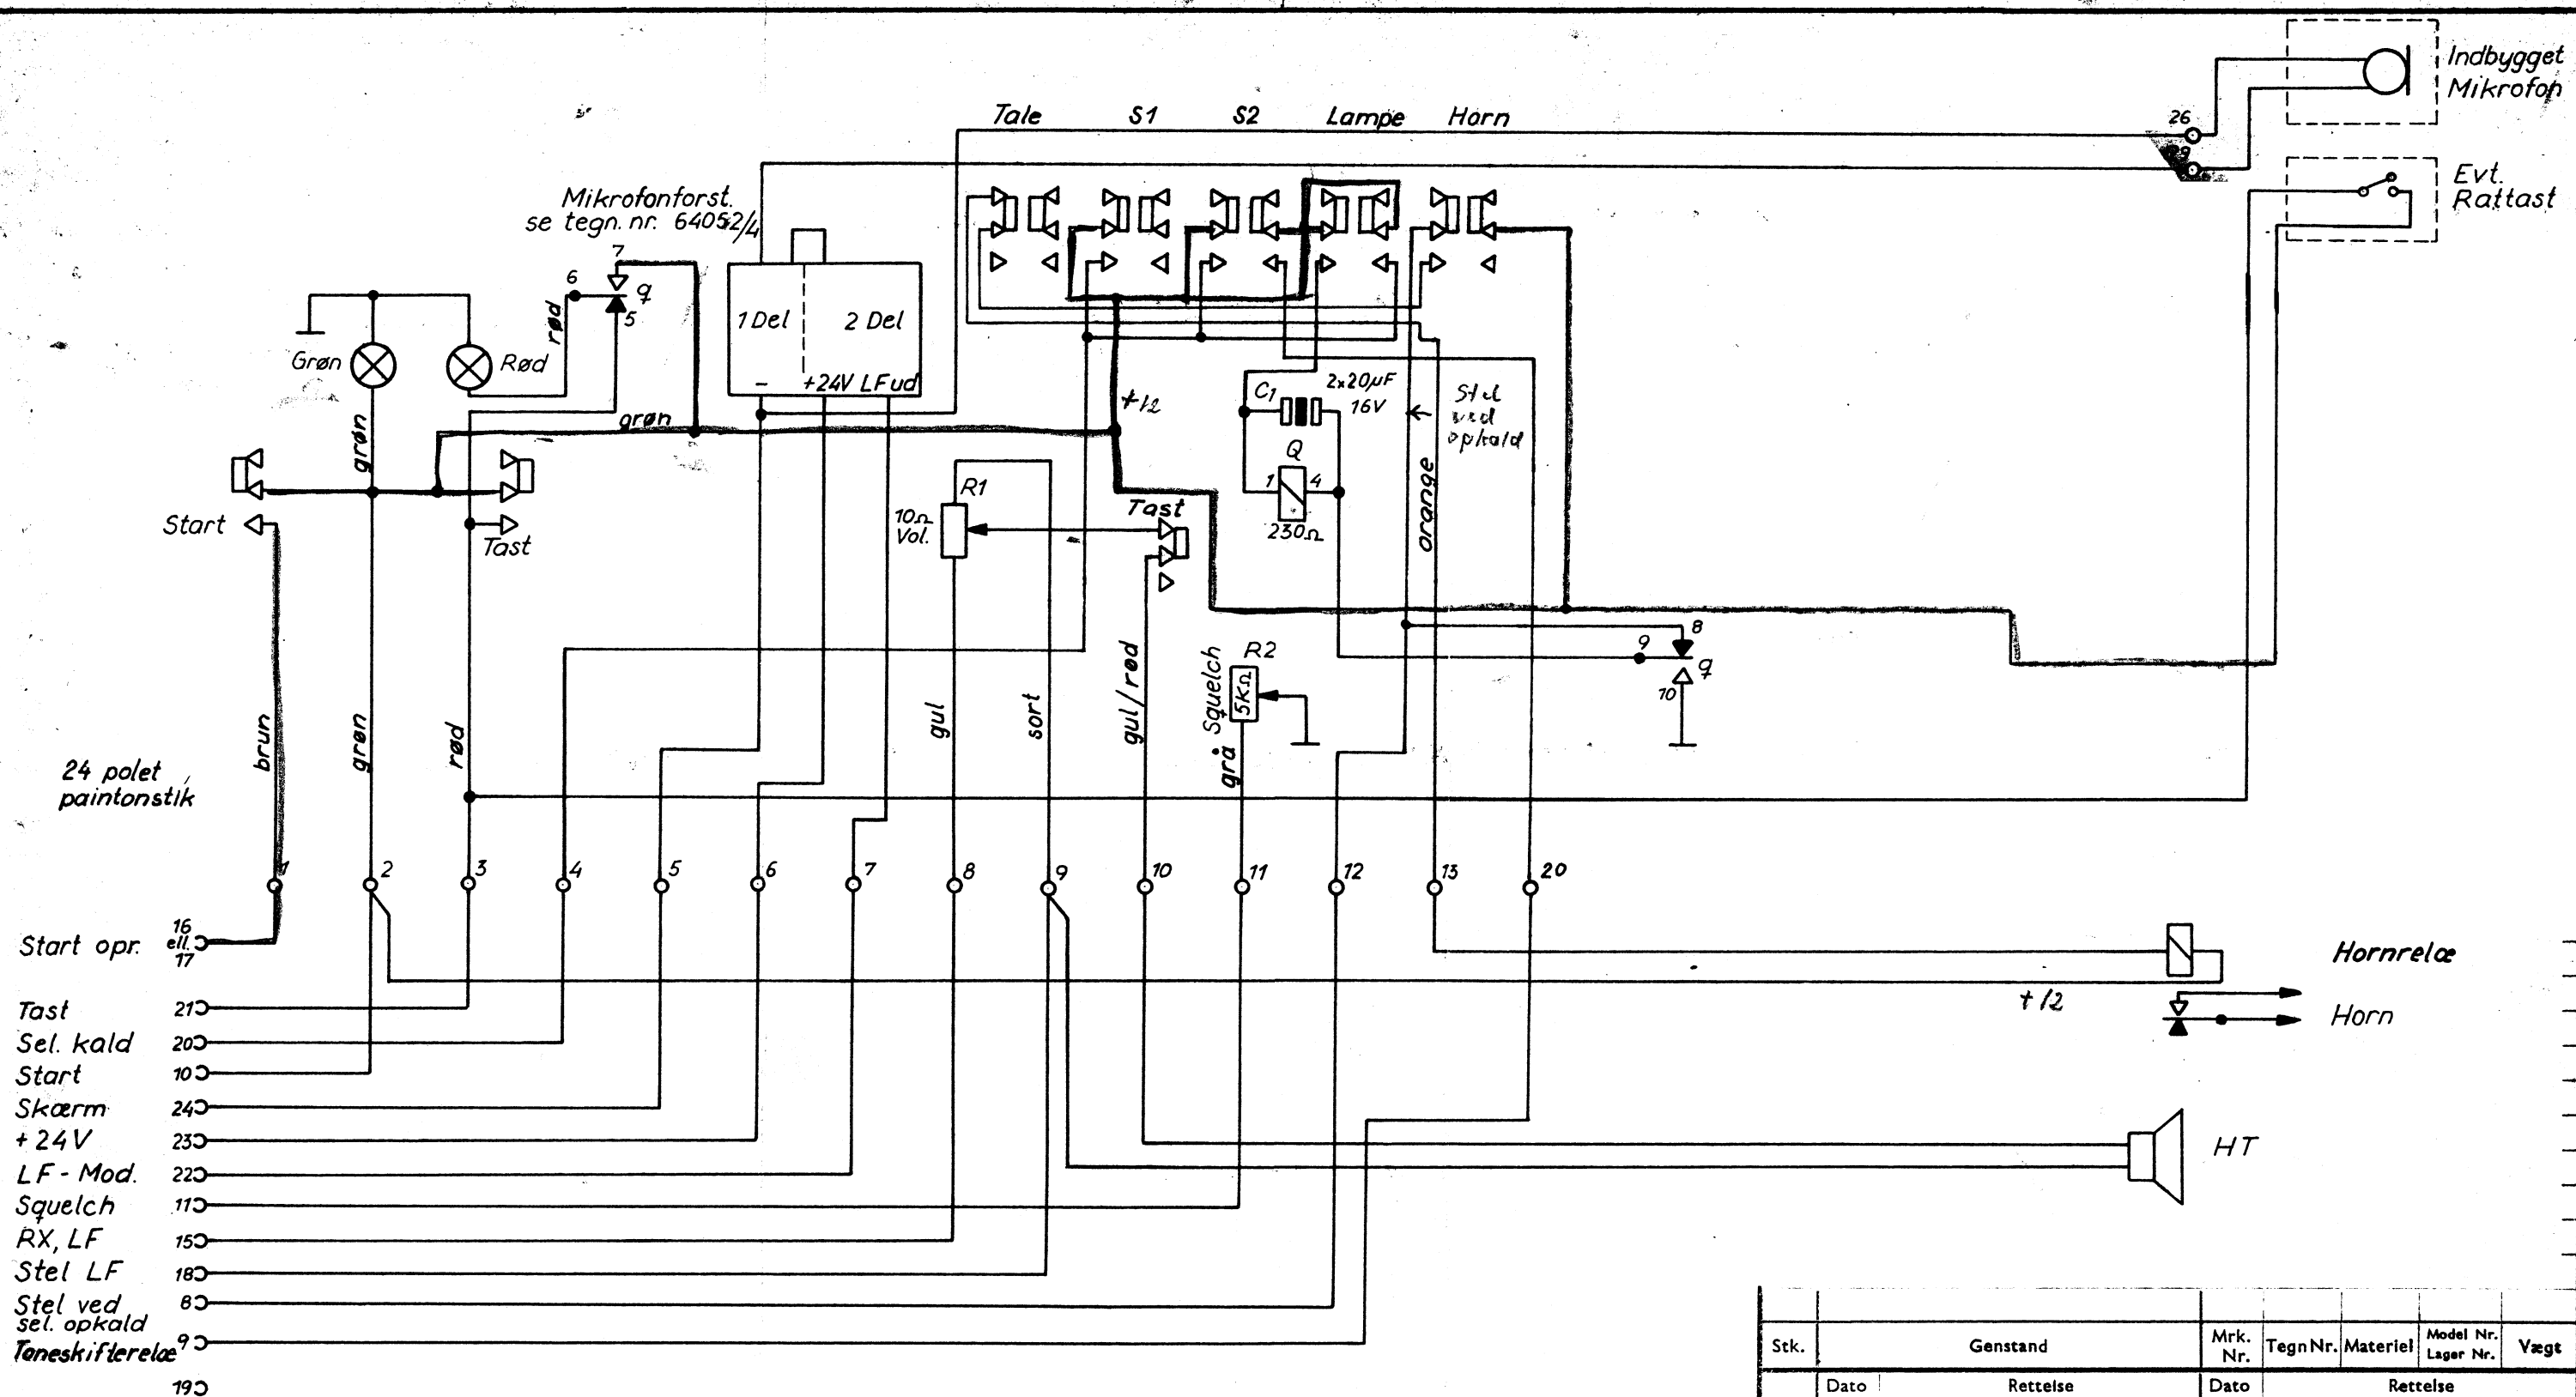 Indbygget
Mikrofon
Tale S1 S2 Lampe Horn
26
Evt.
Rattast
Mikrofonforst.
se tegn. nr. 64052/4
7
6
q
5
rød
1 Del 2 Del
- +24V LF ud
Grøn
Rød
grøn
grøn
+12
C1
2x20µF
16V
Stel
ved
opkald
Q
1 4
230Ω
orange
R1
10Ω
Vol.
Tast
Start
Tast
8
9
q
10
R2
5KΩ
Squelch
24 polet
paintonstik
brun
grøn
rød
gul
sort
gul/rød
grå
1 2 3 4 5 6 7 8 9 10 11 12 13 20
Start opr. 16
ell.
17
Hornrelæ
+12
Horn
Tast 21
Sel. kald 20
Start 10
Skærm 24
+24V 23
LF-Mod. 22
HT
Squelch 11
RX, LF 15
Stel LF 18
Stel ved 8
sel. opkald
Toneskifterelæ 9
19
Stk. Genstand Mrk. Nr. Tegn Nr. Materiel Model Nr. Lager Nr. Vægt
Dato Rettelse Dato Rettelse